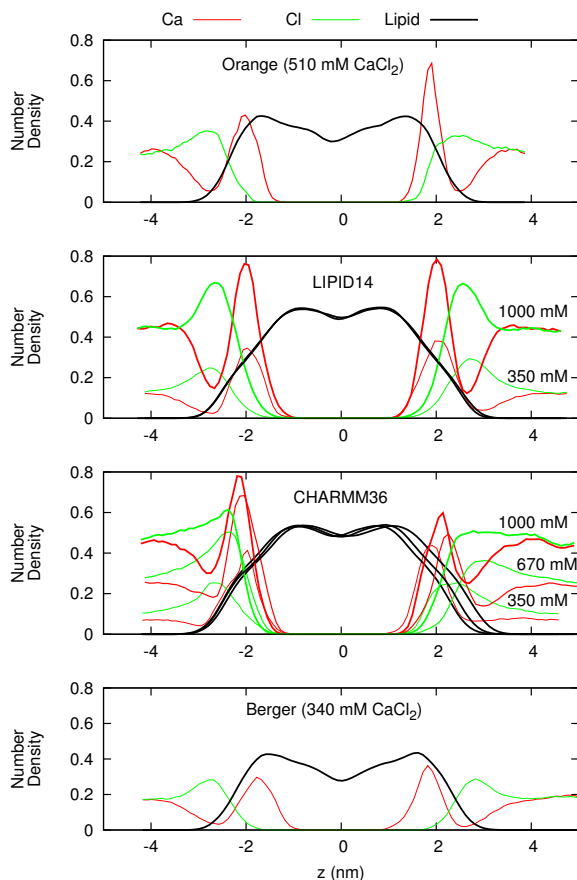 Ca Cl Lipid
Orange (510 mM CaCl₂)
Number Density
0.8
0.6
0.4
0.2
0
-4 -2 0 2 4
LIPID14
1000 mM
350 mM
Number Density
0.8
0.6
0.4
0.2
0
-4 -2 0 2 4
CHARMM36
1000 mM
670 mM
350 mM
Number Density
0.8
0.6
0.4
0.2
0
-4 -2 0 2 4
Berger (340 mM CaCl₂)
Number Density
0.8
0.6
0.4
0.2
0
-4 -2 0 2 4
z (nm)